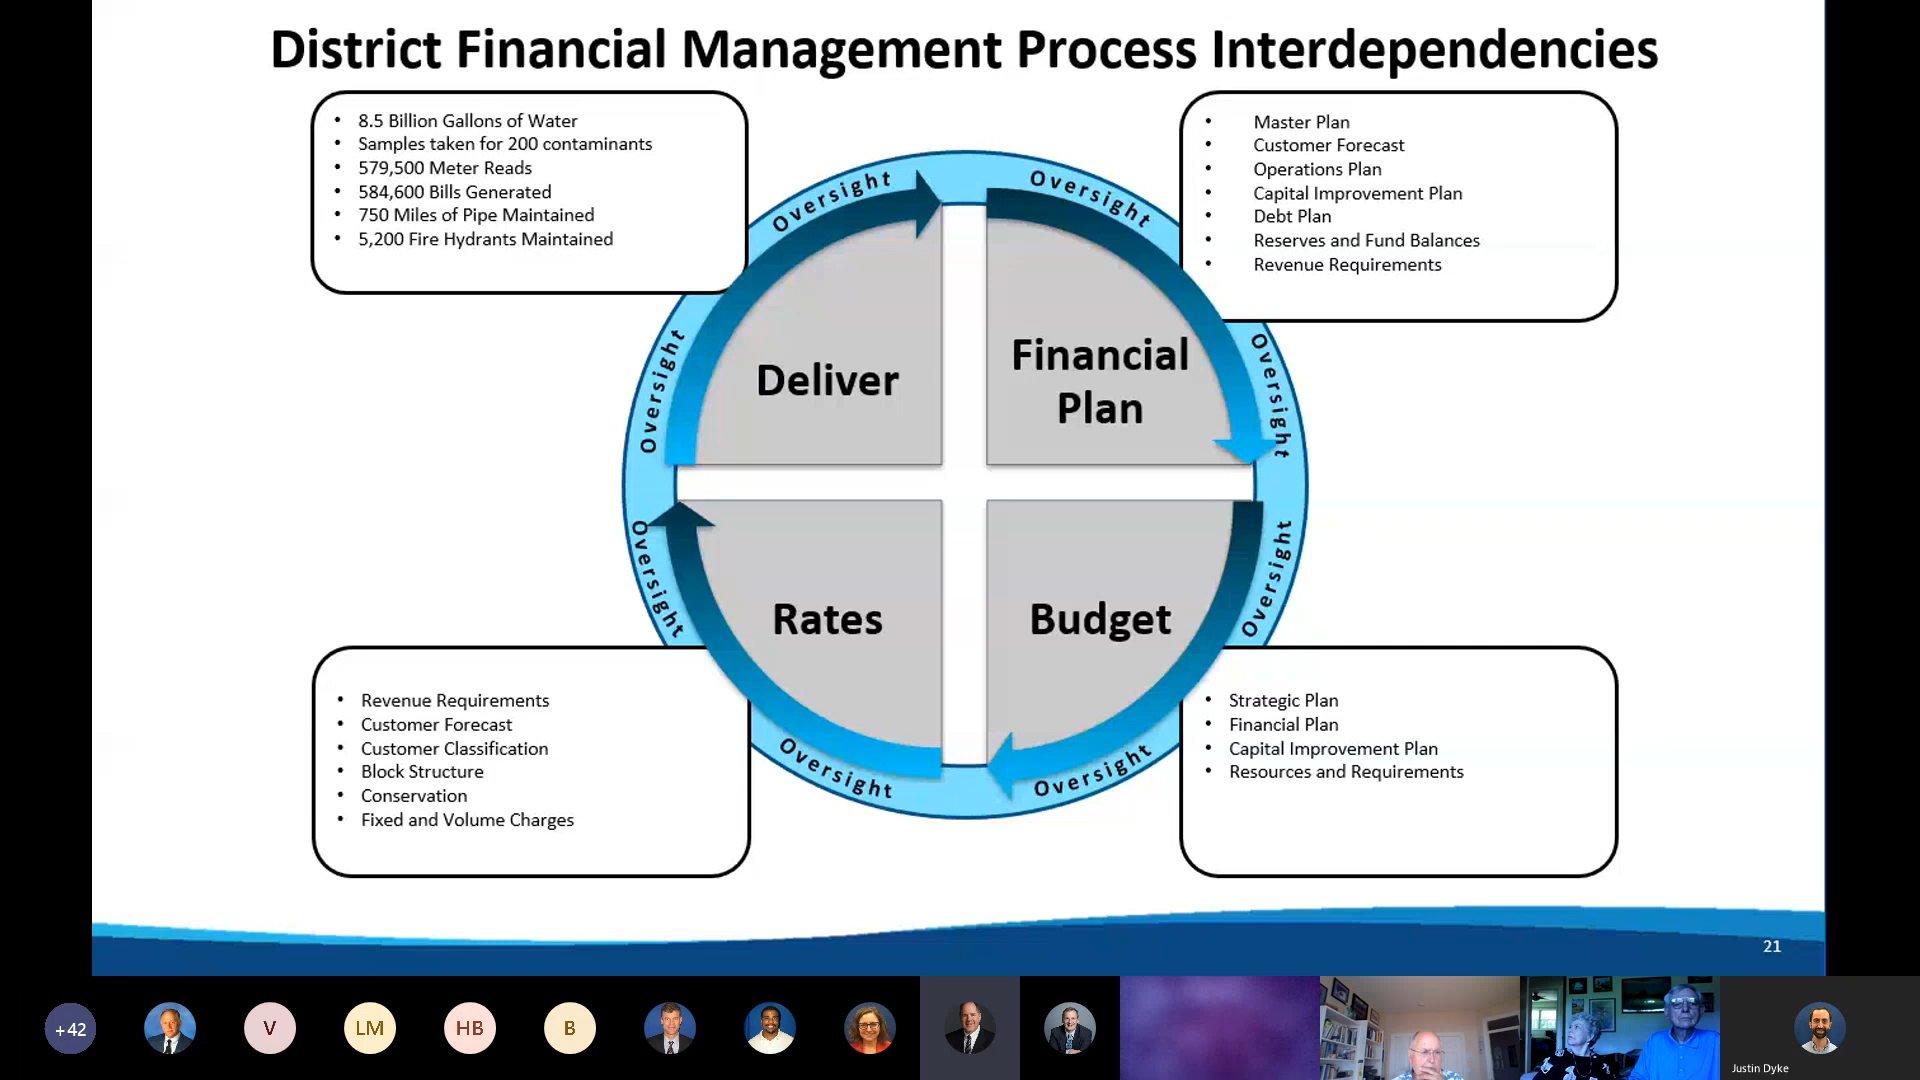 District Financial Management Process Interdependencies
• 8.5 Billion Gallons of Water
• Samples taken for 200 contaminants
• 579,500 Meter Reads
• 584,600 Bills Generated
• 750 Miles of Pipe Maintained
• 5,200 Fire Hydrants Maintained
• Master Plan
• Customer Forecast
• Operations Plan
• Capital Improvement Plan
• Debt Plan
• Reserves and Fund Balances
• Revenue Requirements
Oversight
Oversight
Oversight
Oversight
Deliver
Financial
Plan
Rates
Budget
Oversight
Oversight
Oversight
Oversight
• Revenue Requirements
• Customer Forecast
• Customer Classification
• Block Structure
• Conservation
• Fixed and Volume Charges
• Strategic Plan
• Financial Plan
• Capital Improvement Plan
• Resources and Requirements
21
+42
V
LM
HB
B
Justin Dyke